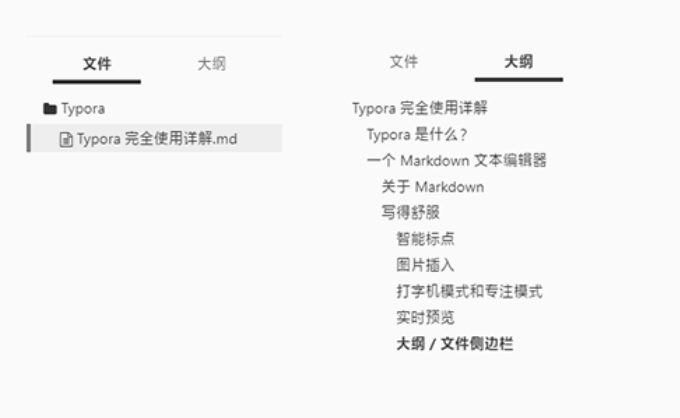 文件
大纲
Typora
Typora 完全使用详解.md
文件
大纲
Typora 完全使用详解
Typora 是什么？
一个 Markdown 文本编辑器
关于 Markdown
写得舒服
智能标点
图片插入
打字机模式和专注模式
实时预览
大纲 / 文件侧边栏